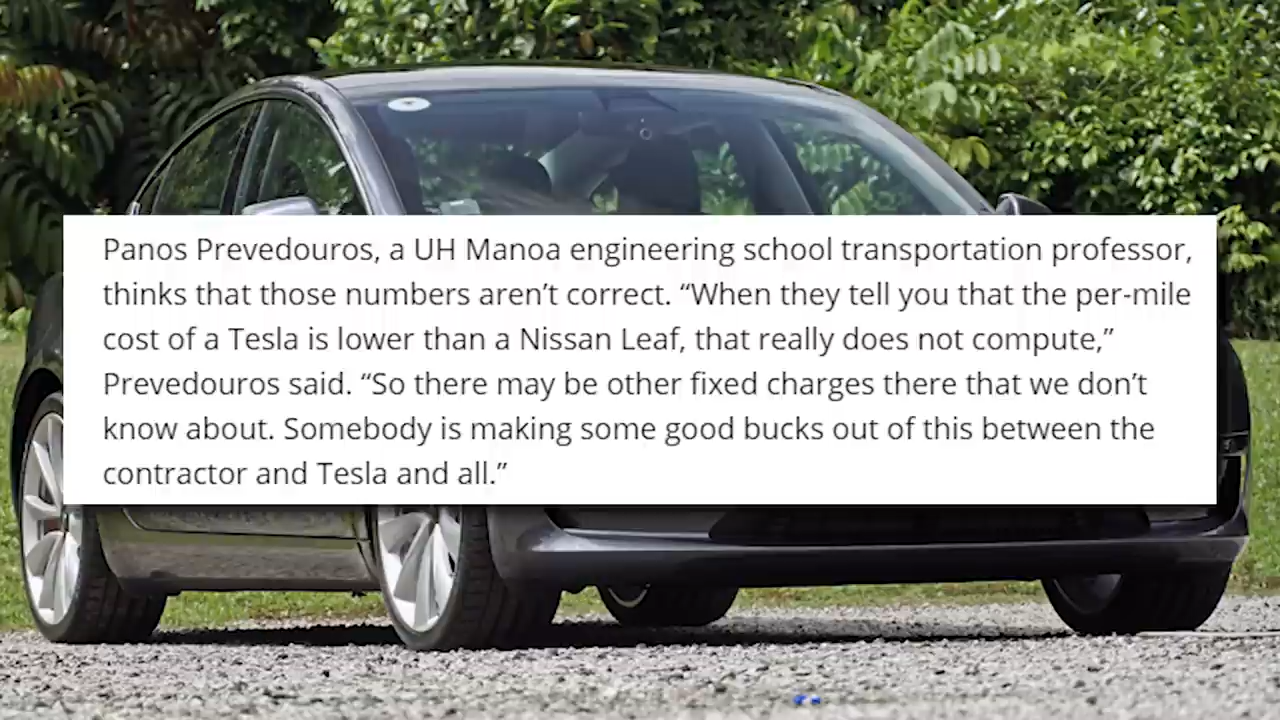 Panos Prevedouros, a UH Manoa engineering school transportation professor,
thinks that those numbers aren’t correct. “When they tell you that the per-mile
cost of a Tesla is lower than a Nissan Leaf, that really does not compute,”
Prevedouros said. “So there may be other fixed charges there that we don’t
know about. Somebody is making some good bucks out of this between the
contractor and Tesla and all.”